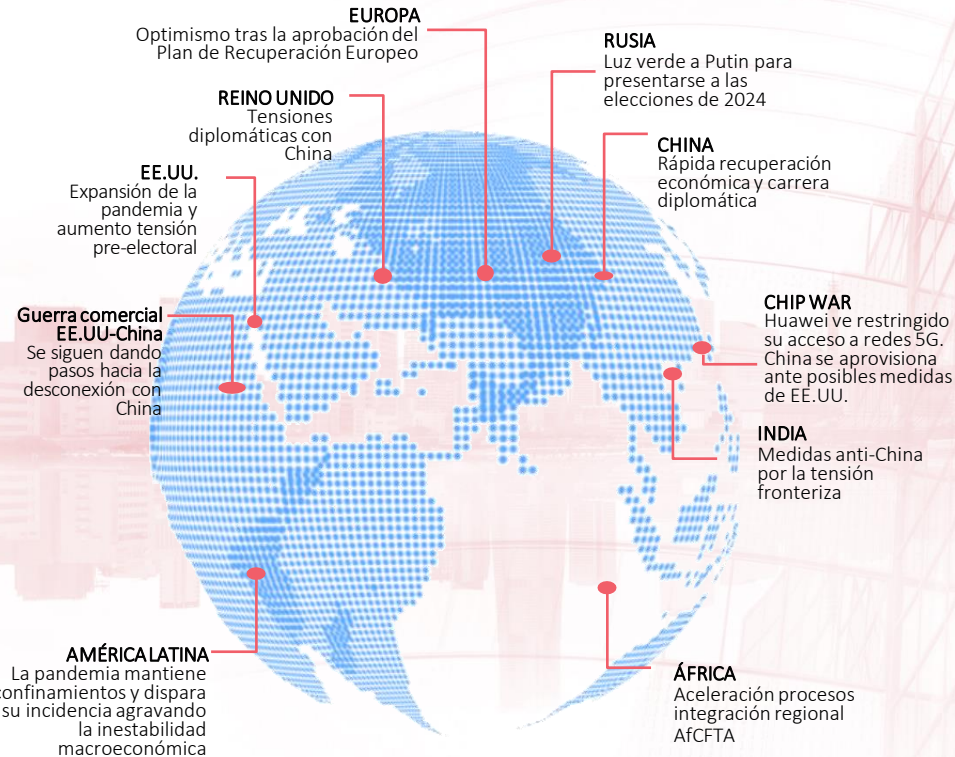 EUROPA
Optimismo tras la aprobación del
Plan de Recuperación Europeo
RUSIA
Luz verde a Putin para
presentarse a las
elecciones de 2024
REINO UNIDO
Tensiones
diplomáticas con
China
CHINA
Rápida recuperación
económica y carrera
diplomática
EE.UU.
Expansión de la
pandemia y
aumento tensión
pre-electoral
Guerra comercial
EE.UU-China
Se siguen dando
pasos hacia la
desconexión con
China
CHIP WAR
Huawei ve restringido
su acceso a redes 5G.
China se aprovisiona
ante posibles medidas
de EE.UU.
INDIA
Medidas anti-China
por la tensión
fronteriza
AMÉRICA LATINA
La pandemia mantiene
confinamientos y dispara
su incidencia agravando
la inestabilidad
macroeconómica
ÁFRICA
Aceleración procesos
integración regional
AfCFTA